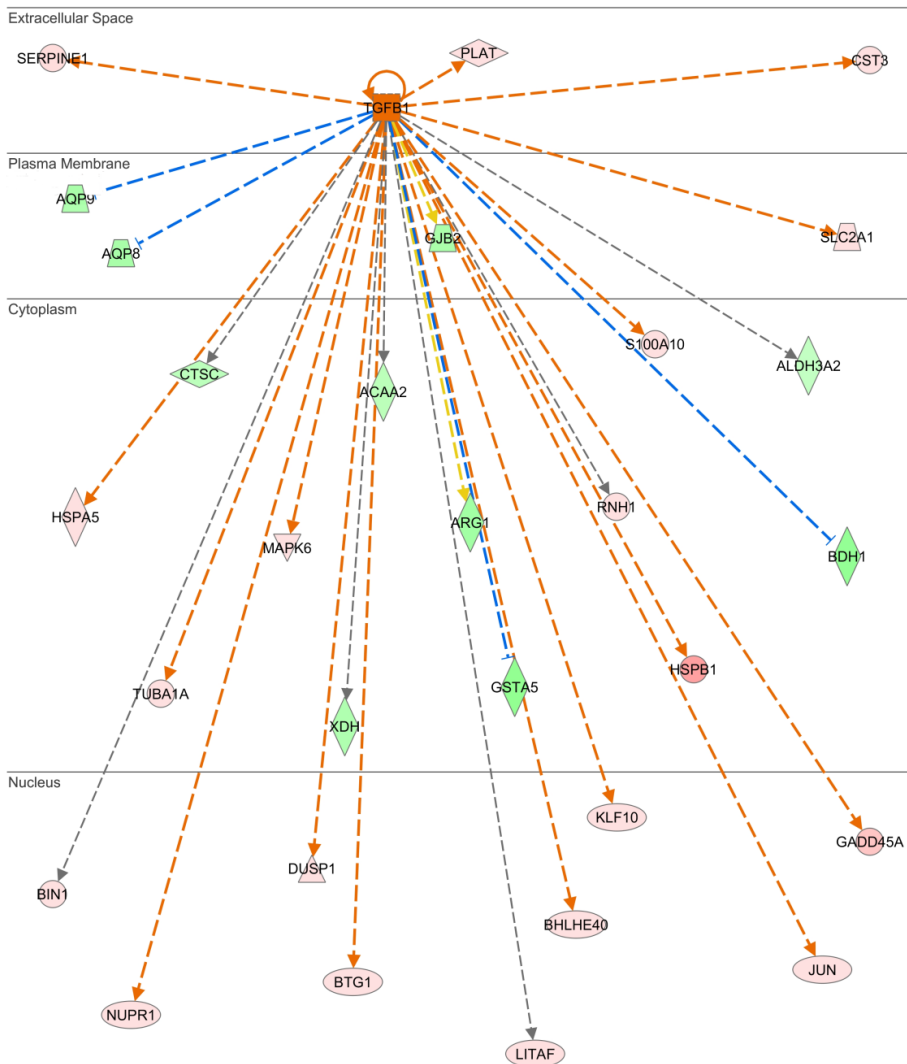 Extracellular Space
SERPINE1
PLAT
CST3
TGFB1
Plasma Membrane
AQP9
AQP8
GJB2
SLC2A1
Cytoplasm
S100A10
CTSC
ALDH3A2
ACAA2
HSPA5
MAPK6
ARG1
RNH1
BDH1
TUBA1A
HSPB1
GSTA5
XDH
Nucleus
KLF10
GADD45A
DUSP1
BIN1
BHLHE40
JUN
BTG1
NUPR1
LITAF